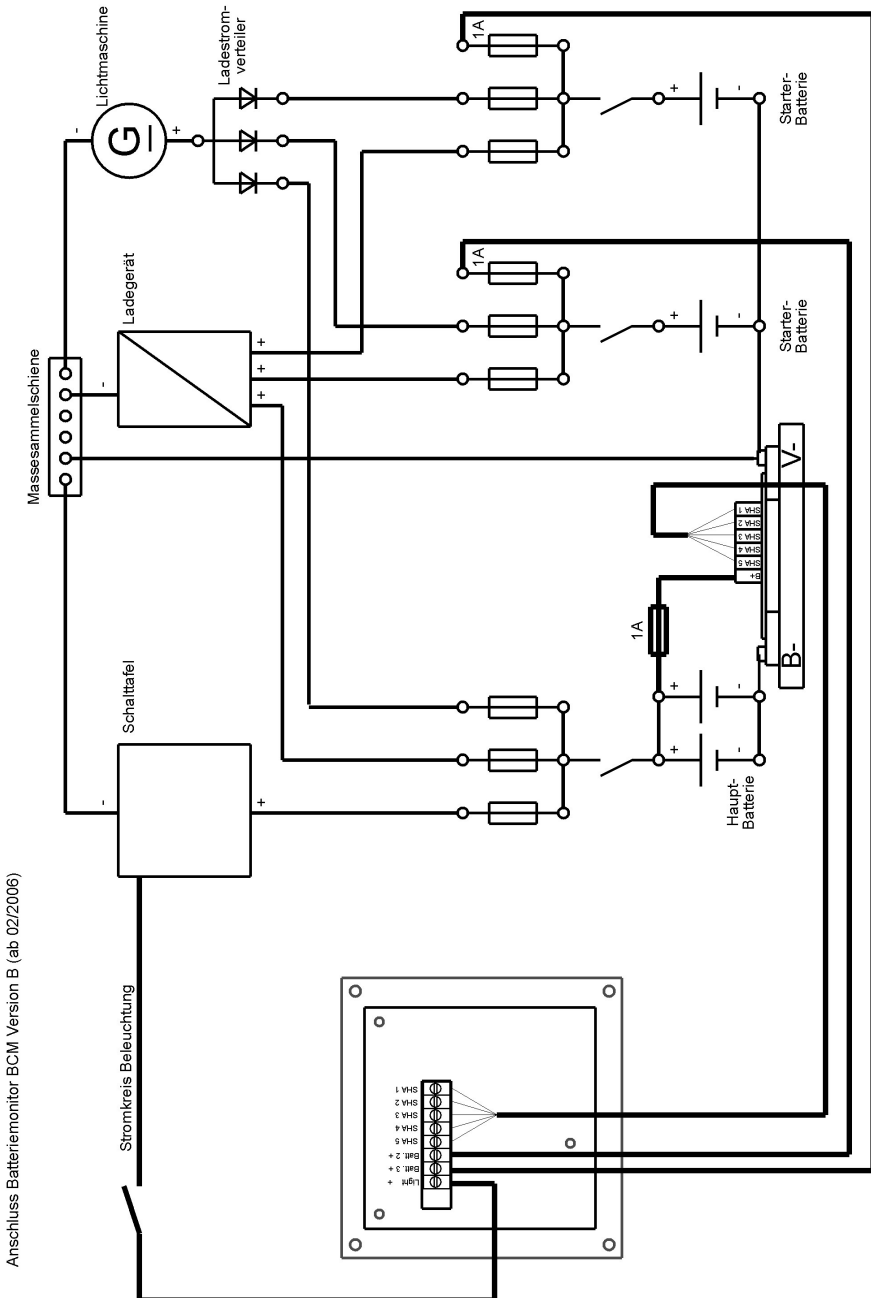 Anschluss Batteriemonitor BCM Version B (ab 02/2006)
Massesammelschiene
Stromkreis Beleuchtung
Schalttafel
-
+
Ladegerät
-
+
+
+
Lichtmaschine
-
G
+
Ladestrom-
verteiler
Light +
Batt. 3 +
Batt. 2 +
SHA 5
SHA 4
SHA 3
SHA 2
SHA 1
1A
1A
1A
+
-
+
-
Haupt-
Batterie
B+
SHA 5
SHA 4
SHA 3
SHA 2
SHA 1
B-
V-
+
-
Starter-
Batterie
+
-
Starter-
Batterie